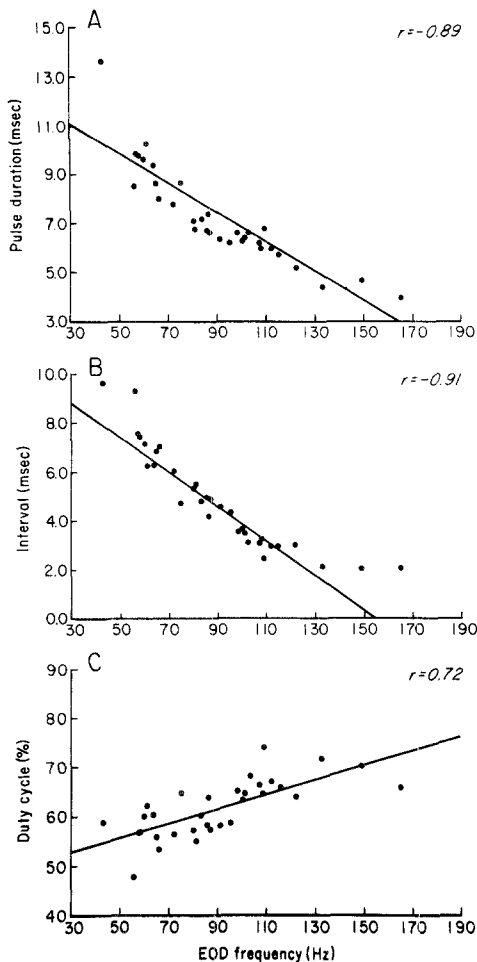 A
r=-0.89
15.0
13.0
11.0
9.0
7.0
5.0
3.0
Pulse duration (msec)
30 50 70 90 110 130 150 170 190
B
r=-0.91
10.0
8.0
6.0
4.0
2.0
0.0
Interval (msec)
30 50 70 90 110 130 150 170 190
C
r=0.72
90
80
70
60
50
40
Duty cycle (%)
30 50 70 90 110 130 150 170 190
EOD frequency (Hz)